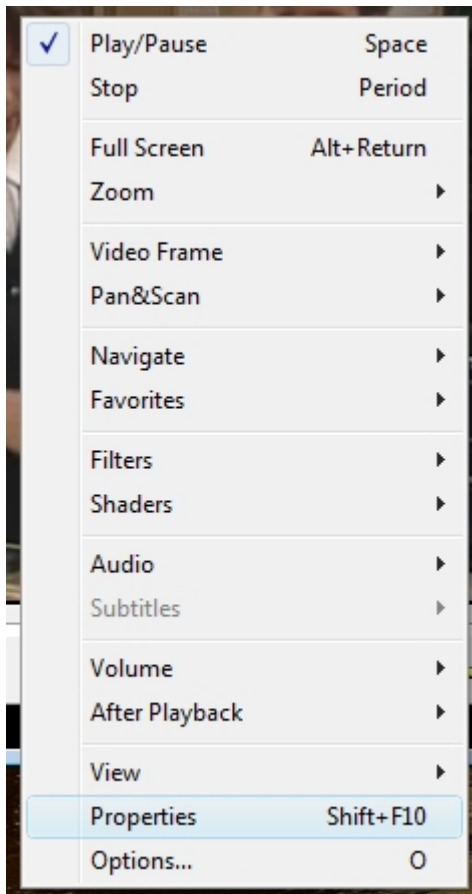 Play/Pause Space
Stop Period
Full Screen Alt+Return
Zoom
Video Frame
Pan&Scan
Navigate
Favorites
Filters
Shaders
Audio
Subtitles
Volume
After Playback
View
Properties Shift+F10
Options... O